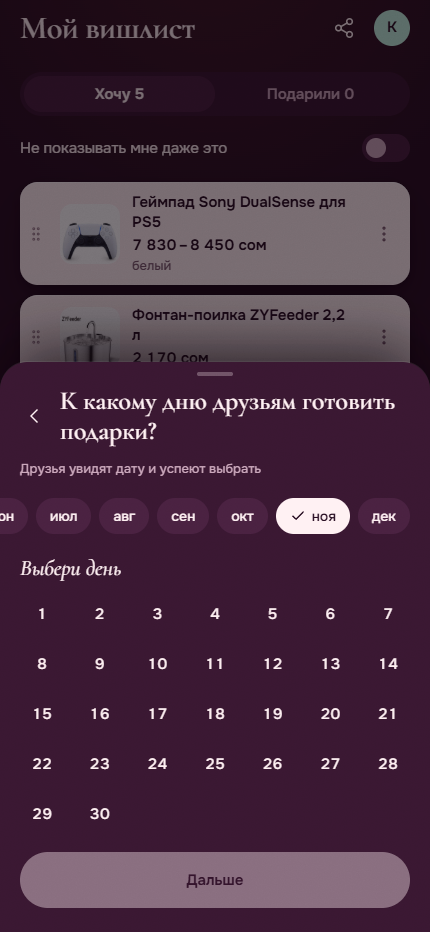 Мой вишлист
К
Хочу 5
Подарили 0
Не показывать мне даже это
Геймпад Sony DualSense для
PS5
7 830 – 8 450 сом
белый
ZYFeeder
Фонтан-поилка ZYFeeder 2,2
л
2 170 сом
К какому дню друзьям готовить
подарки?
Друзья увидят дату и успеют выбрать
юл
авг
сен
окт
ноя
дек
Выбери день
1 2 3 4 5 6 7
8 9 10 11 12 13 14
15 16 17 18 19 20 21
22 23 24 25 26 27 28
29 30
Дальше